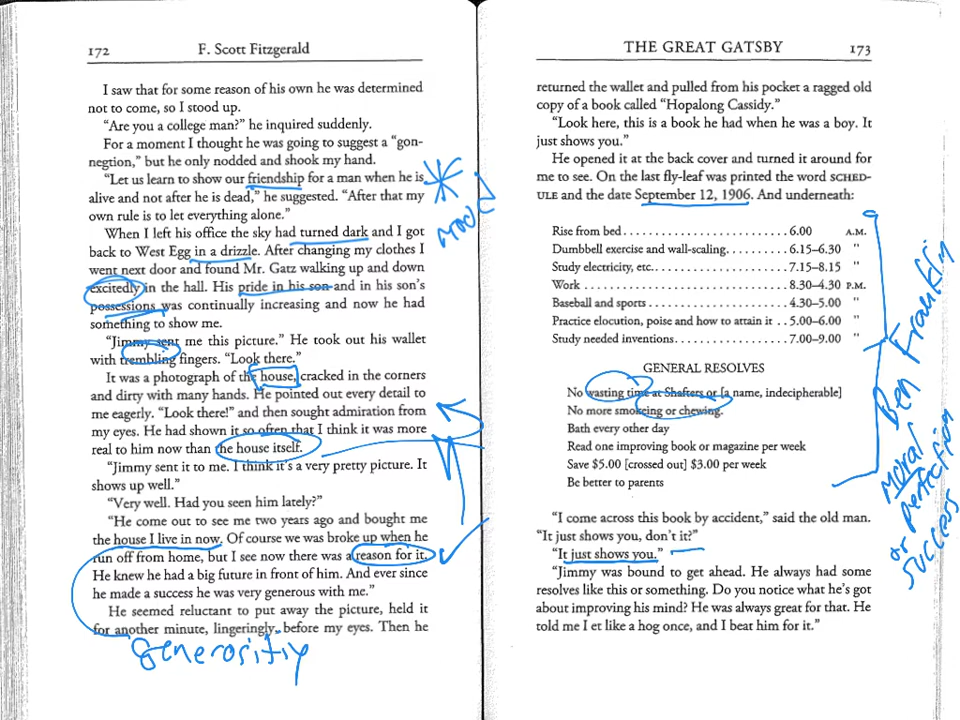 172 F. Scott Fitzgerald
I saw that for some reason of his own he was determined
not to come, so I stood up.
"Are you a college man?" he inquired suddenly.
For a moment I thought he was going to suggest a "gon-
negtion," but he only nodded and shook my hand.
"Let us learn to show our friendship for a man when he is
alive and not after he is dead," he suggested. "After that my
own rule is to let everything alone."
When I left his office the sky had turned dark and I got
back to West Egg in a drizzle. After changing my clothes I
went next door and found Mr. Gatz walking up and down
excitedly in the hall. His pride in his son and in his son's
possessions was continually increasing and now he had
something to show me.
"Jimmy sent me this picture." He took out his wallet
with trembling fingers. "Look there."
It was a photograph of the house, cracked in the corners
and dirty with many hands. He pointed out every detail to
me eagerly. "Look there!" and then sought admiration from
my eyes. He had shown it so often that I think it was more
real to him now than the house itself.
"Jimmy sent it to me. I think it's a very pretty picture. It
shows up well."
"Very well. Had you seen him lately?"
"He come out to see me two years ago and bought me
the house I live in now. Of course we was broke up when he
run off from home, but I see now there was a reason for it.
He knew he had a big future in front of him. And ever since
he made a success he was very generous with me."
He seemed reluctant to put away the picture, held it
for another minute, lingeringly, before my eyes. Then he
generositiy
mood
THE GREAT GATSBY 173
returned the wallet and pulled from his pocket a ragged old
copy of a book called "Hopalong Cassidy."
"Look here, this is a book he had when he was a boy. It
just shows you."
He opened it at the back cover and turned it around for
me to see. On the last fly-leaf was printed the word SCHED-
ULE and the date September 12, 1906. And underneath:
Rise from bed . . . . . . . . . . . . . . . . . . . . . . . . . 6.00 A.M.
Dumbbell exercise and wall-scaling. . . . . . . . . . . 6.15–6.30 "
Study electricity, etc. . . . . . . . . . . . . . . . . . . . . . 7.15–8.15 "
Work . . . . . . . . . . . . . . . . . . . . . . . . . . . . . . . . 8.30–4.30 P.M.
Baseball and sports . . . . . . . . . . . . . . . . . . . . . . 4.30–5.00 "
Practice elocution, poise and how to attain it . . 5.00–6.00 "
Study needed inventions. . . . . . . . . . . . . . . . . . 7.00–9.00 "
GENERAL RESOLVES
No wasting time at Shafters or [a name, indecipherable]
No more smokeing or chewing.
Bath every other day
Read one improving book or magazine per week
Save $5.00 [crossed out] $3.00 per week
Be better to parents
"I come across this book by accident," said the old man.
"It just shows you, don't it?"
"It just shows you."
"Jimmy was bound to get ahead. He always had some
resolves like this or something. Do you notice what he's got
about improving his mind? He was always great for that. He
told me I et like a hog once, and I beat him for it."
Ben Franklin
moral perfection
or success